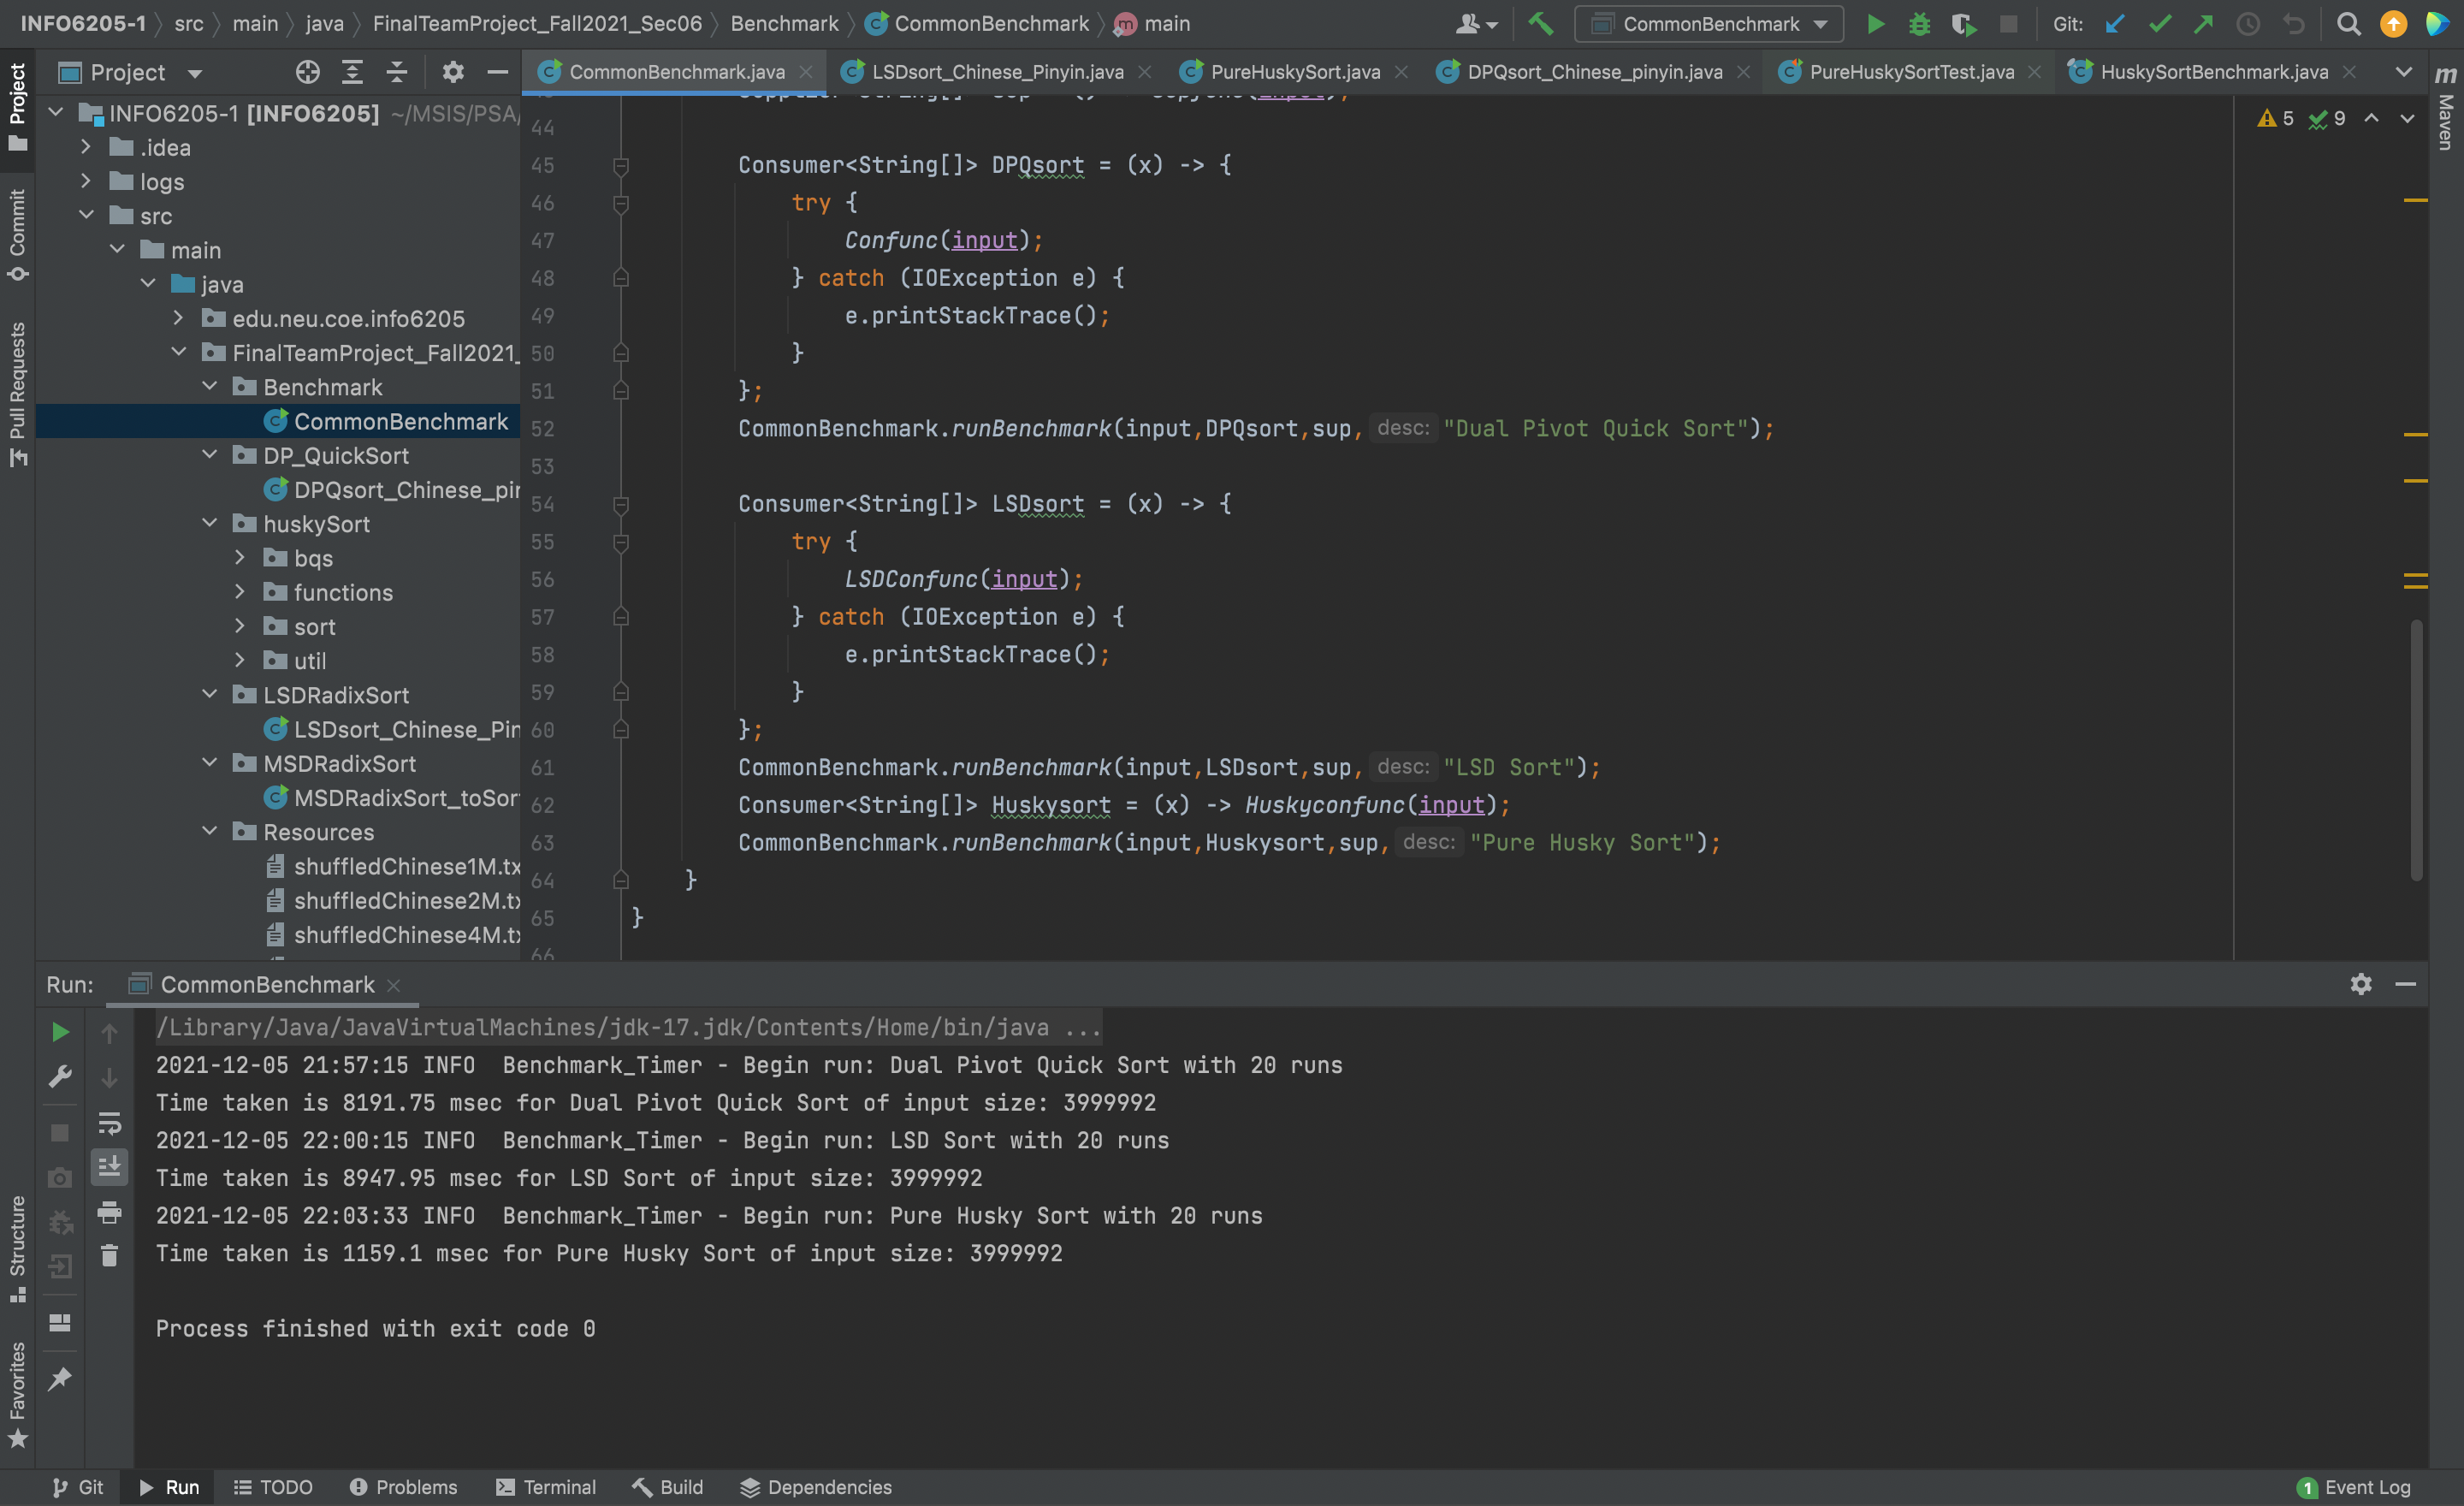 INFO6205-1 src main java FinalTeamProject_Fall2021_Sec06 Benchmark CommonBenchmark main CommonBenchmark Git:
Project CommonBenchmark.java LSDsort_Chinese_Pinyin.java PureHuskySort.java DPQsort_Chinese_pinyin.java PureHuskySortTest.java HuskySortBenchmark.java
Project
Commit
Pull Requests
Structure
Favorites
m Maven
INFO6205-1 [INFO6205] ~/MSIS/PSA/
.idea
logs
src
main
java
edu.neu.coe.info6205
FinalTeamProject_Fall2021_
Benchmark
CommonBenchmark
DP_QuickSort
DPQsort_Chinese_pin
huskySort
bqs
functions
sort
util
LSDRadixSort
LSDsort_Chinese_Pin
MSDRadixSort
MSDRadixSort_toSort
Resources
shuffledChinese1M.tx
shuffledChinese2M.tx
shuffledChinese4M.tx
5 9
44
45 Consumer<String[]> DPQsort = (x) -> {
46 try {
47 Confunc(input);
48 } catch (IOException e) {
49 e.printStackTrace();
50 }
51 };
52 CommonBenchmark.runBenchmark(input,DPQsort,sup, desc: "Dual Pivot Quick Sort");
53
54 Consumer<String[]> LSDsort = (x) -> {
55 try {
56 LSDConfunc(input);
57 } catch (IOException e) {
58 e.printStackTrace();
59 }
60 };
61 CommonBenchmark.runBenchmark(input,LSDsort,sup, desc: "LSD Sort");
62 Consumer<String[]> Huskysort = (x) -> Huskyconfunc(input);
63 CommonBenchmark.runBenchmark(input,Huskysort,sup, desc: "Pure Husky Sort");
64 }
65 }
66
Run: CommonBenchmark
/Library/Java/JavaVirtualMachines/jdk-17.jdk/Contents/Home/bin/java ...
2021-12-05 21:57:15 INFO  Benchmark_Timer - Begin run: Dual Pivot Quick Sort with 20 runs
Time taken is 8191.75 msec for Dual Pivot Quick Sort of input size: 3999992
2021-12-05 22:00:15 INFO  Benchmark_Timer - Begin run: LSD Sort with 20 runs
Time taken is 8947.95 msec for LSD Sort of input size: 3999992
2021-12-05 22:03:33 INFO  Benchmark_Timer - Begin run: Pure Husky Sort with 20 runs
Time taken is 1159.1 msec for Pure Husky Sort of input size: 3999992
Process finished with exit code 0
Git Run TODO Problems Terminal Build Dependencies 1 Event Log